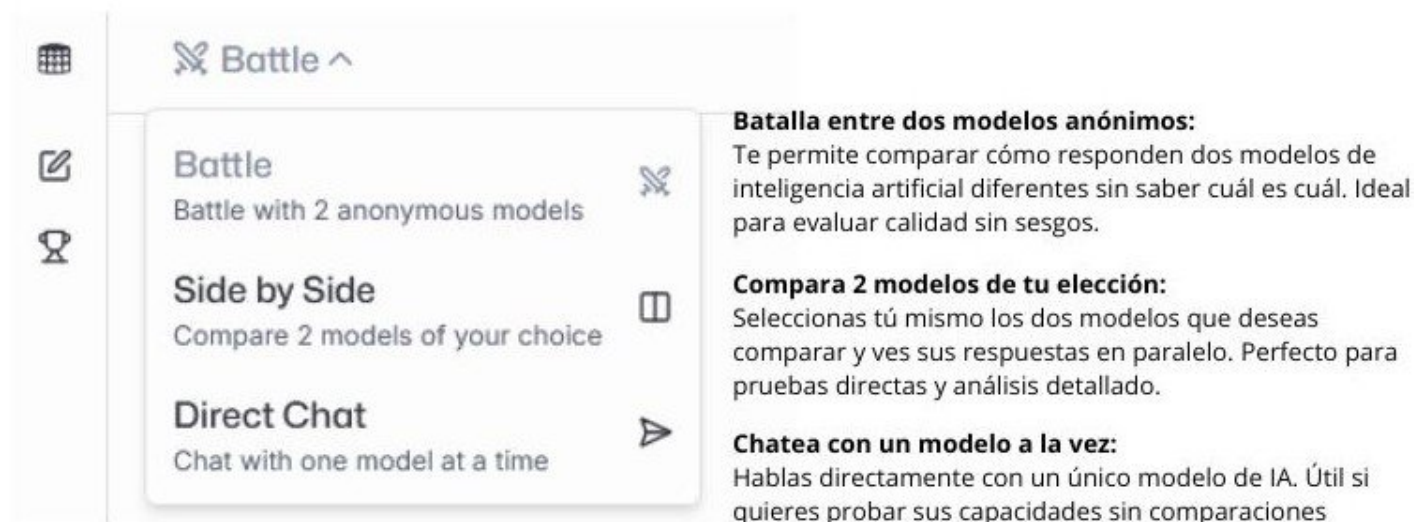 Battle
Battle
Battle with 2 anonymous models
Side by Side
Compare 2 models of your choice
Direct Chat
Chat with one model at a time
Batalla entre dos modelos anónimos:
Te permite comparar cómo responden dos modelos de
inteligencia artificial diferentes sin saber cuál es cuál. Ideal
para evaluar calidad sin sesgos.
Compara 2 modelos de tu elección:
Seleccionas tú mismo los dos modelos que deseas
comparar y ves sus respuestas en paralelo. Perfecto para
pruebas directas y análisis detallado.
Chatea con un modelo a la vez:
Hablas directamente con un único modelo de IA. Útil si
quieres probar sus capacidades sin comparaciones